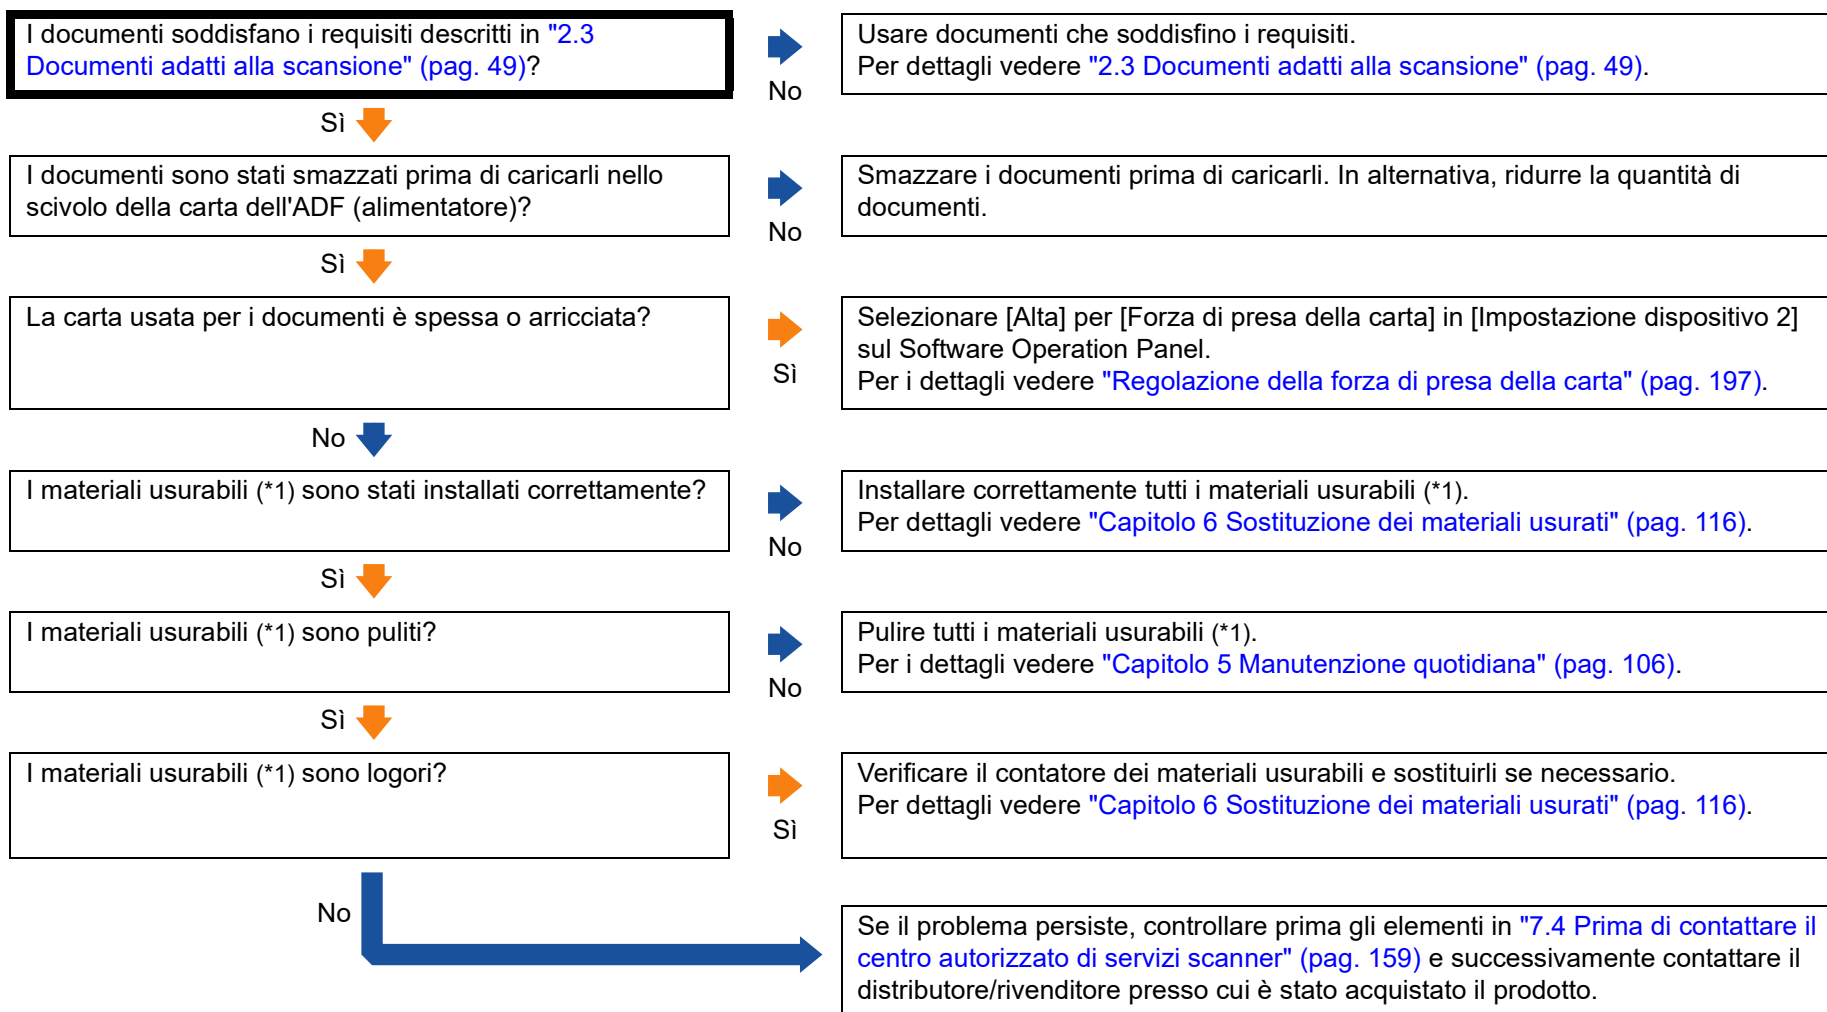 I documenti soddisfano i requisiti descritti in "2.3
Documenti adatti alla scansione" (pag. 49)?
No
Usare documenti che soddisfino i requisiti.
Per dettagli vedere "2.3 Documenti adatti alla scansione" (pag. 49).
Sì
I documenti sono stati smazzati prima di caricarli nello
scivolo della carta dell'ADF (alimentatore)?
No
Smazzare i documenti prima di caricarli. In alternativa, ridurre la quantità di
documenti.
Sì
La carta usata per i documenti è spessa o arricciata?
Sì
Selezionare [Alta] per [Forza di presa della carta] in [Impostazione dispositivo 2]
sul Software Operation Panel.
Per i dettagli vedere "Regolazione della forza di presa della carta" (pag. 197).
No
I materiali usurabili (*1) sono stati installati correttamente?
No
Installare correttamente tutti i materiali usurabili (*1).
Per dettagli vedere "Capitolo 6 Sostituzione dei materiali usurati" (pag. 116).
Sì
I materiali usurabili (*1) sono puliti?
No
Pulire tutti i materiali usurabili (*1).
Per i dettagli vedere "Capitolo 5 Manutenzione quotidiana" (pag. 106).
Sì
I materiali usurabili (*1) sono logori?
Sì
Verificare il contatore dei materiali usurabili e sostituirli se necessario.
Per dettagli vedere "Capitolo 6 Sostituzione dei materiali usurati" (pag. 116).
No
Se il problema persiste, controllare prima gli elementi in "7.4 Prima di contattare il
centro autorizzato di servizi scanner" (pag. 159) e successivamente contattare il
distributore/rivenditore presso cui è stato acquistato il prodotto.